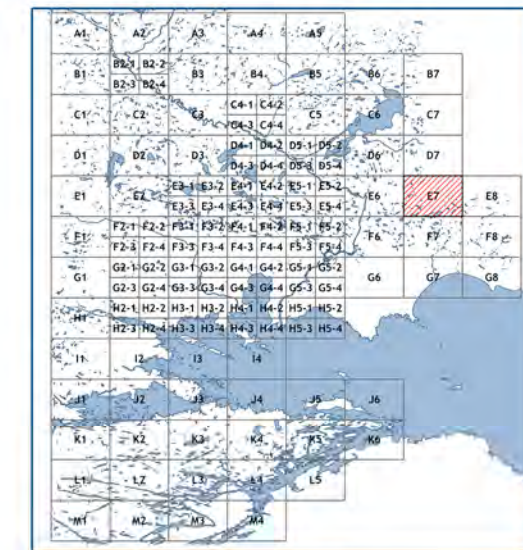 A1 A2 A3 A4 A5
B1 B2-1 B2-2 B3 B4 B5 B6 B7
B2-3 B2-4
C1 C2 C3 C4-1 C4-2 C5 C6 C7
C4-3 C4-4
D1 D2 D3 D4-1 D4-2 D5-1 D5-2 D6 D7
D4-3 D4-4 D5-3 D5-4
E1 E2 E3-1 E3-2 E4-1 E4-2 E5-1 E5-2 E6 E7 E8
E3-3 E3-4 E4-3 E4-4 E5-3 E5-4
F1 F2-1 F2-2 F3-1 F3-2 F4-1 F4-2 F5-1 F5-2 F6 F7 F8
F2-3 F2-4 F3-3 F3-4 F4-3 F4-4 F5-3 F5-4
G1 G2-1 G2-2 G3-1 G3-2 G4-1 G4-2 G5-1 G5-2 G6 G7 G8
G2-3 G2-4 G3-3 G3-4 G4-3 G4-4 G5-3 G5-4
H1 H2-1 H2-2 H3-1 H3-2 H4-1 H4-2 H5-1 H5-2
H2-3 H2-4 H3-3 H3-4 H4-3 H4-4 H5-3 H5-4
I1 I2 I3 I4
J1 J2 J3 J4 J5 J6
K1 K2 K3 K4 K5 K6
L1 L2 L3 L4 L5
M1 M2 M3 M4